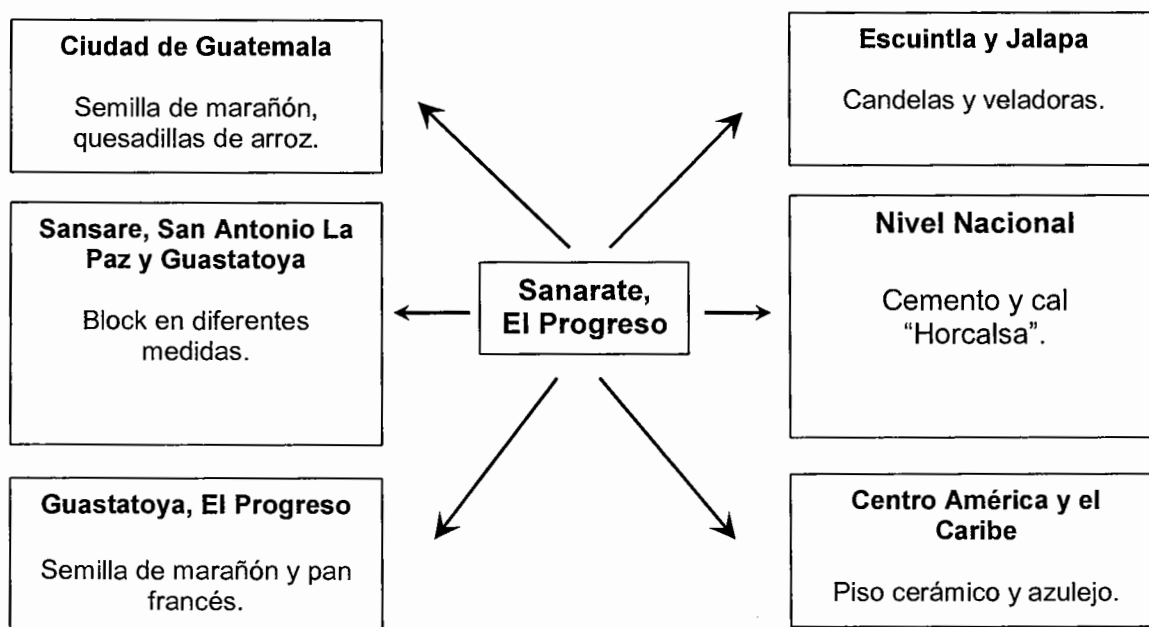 Ciudad de Guatemala
Semilla de marañón,
quesadillas de arroz.
Escuintla y Jalapa
Candelas y veladoras.
Sansare, San Antonio La
Paz y Guastatoya
Block en diferentes
medidas.
Sanarate,
El Progreso
Nivel Nacional
Cemento y cal
“Horcalsa”.
Guastatoya, El Progreso
Semilla de marañón y pan
francés.
Centro América y el
Caribe
Piso cerámico y azulejo.